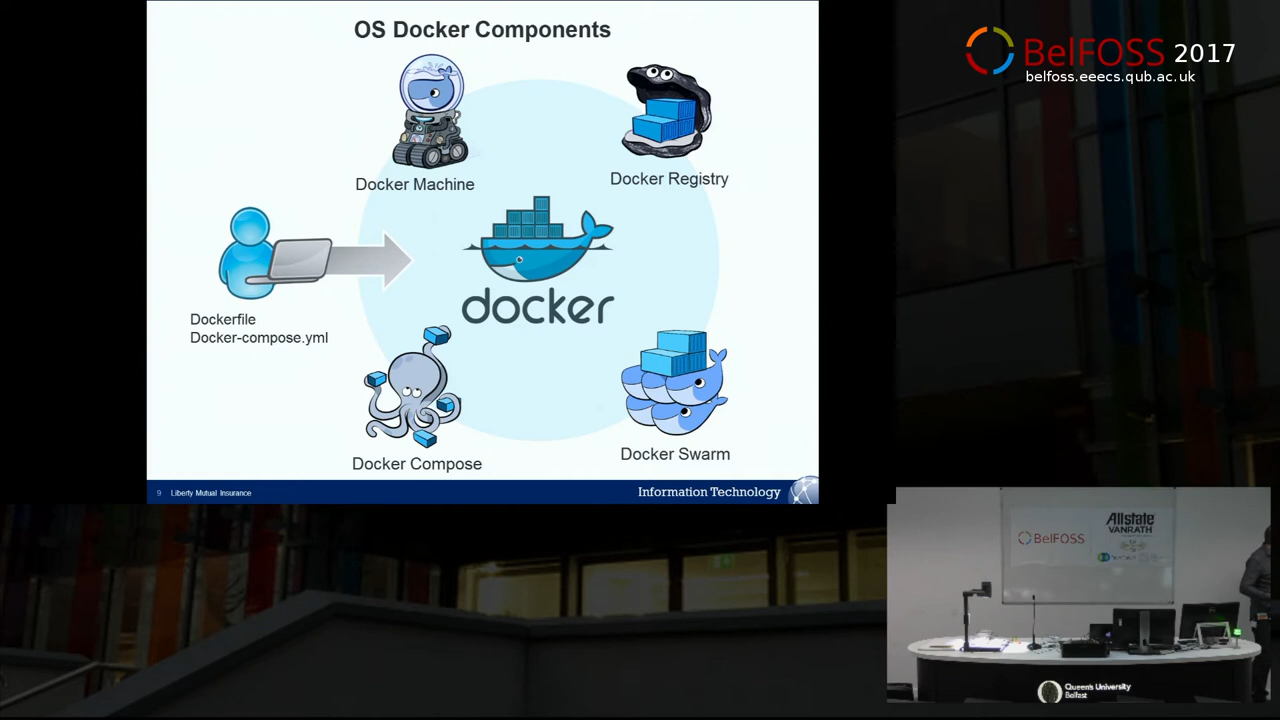 OS Docker Components
BelFOSS 2017
belfoss.eeecs.qub.ac.uk
Docker Machine
Docker Registry
docker
Dockerfile
Docker-compose.yml
Docker Compose
Docker Swarm
9 Liberty Mutual Insurance
Information Technology
BelFOSS
Allstate
VANRATH
Queen's University
Belfast